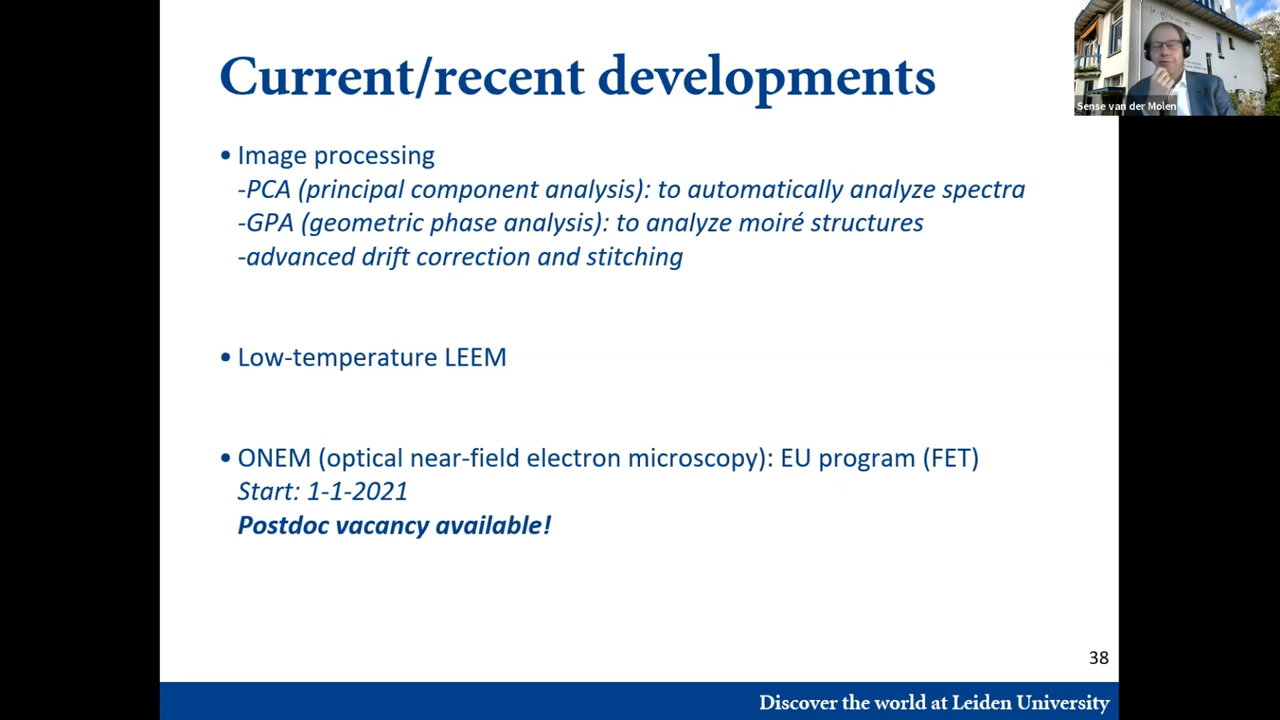 Current/recent developments
Sense van der Molen
• Image processing
-PCA (principal component analysis): to automatically analyze spectra
-GPA (geometric phase analysis): to analyze moiré structures
-advanced drift correction and stitching
• Low-temperature LEEM
• ONEM (optical near-field electron microscopy): EU program (FET)
Start: 1-1-2021
Postdoc vacancy available!
38
Discover the world at Leiden University